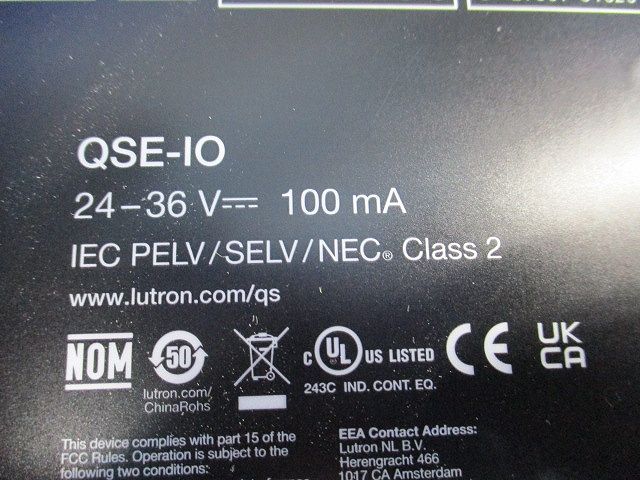 QSE-IO
24–36 V⎓ 100 mA
IEC PELV/SELV/NEC® Class 2
www.lutron.com/qs
NOM
50
lutron.com/
ChinaRohs
C UL US LISTED
243C IND. CONT. EQ.
CE
UK
CA
This device complies with part 15 of the
FCC Rules. Operation is subject to the
following two conditions:
EEA Contact Address:
Lutron NL B.V.
Herengracht 466
1017 CA Amsterdam